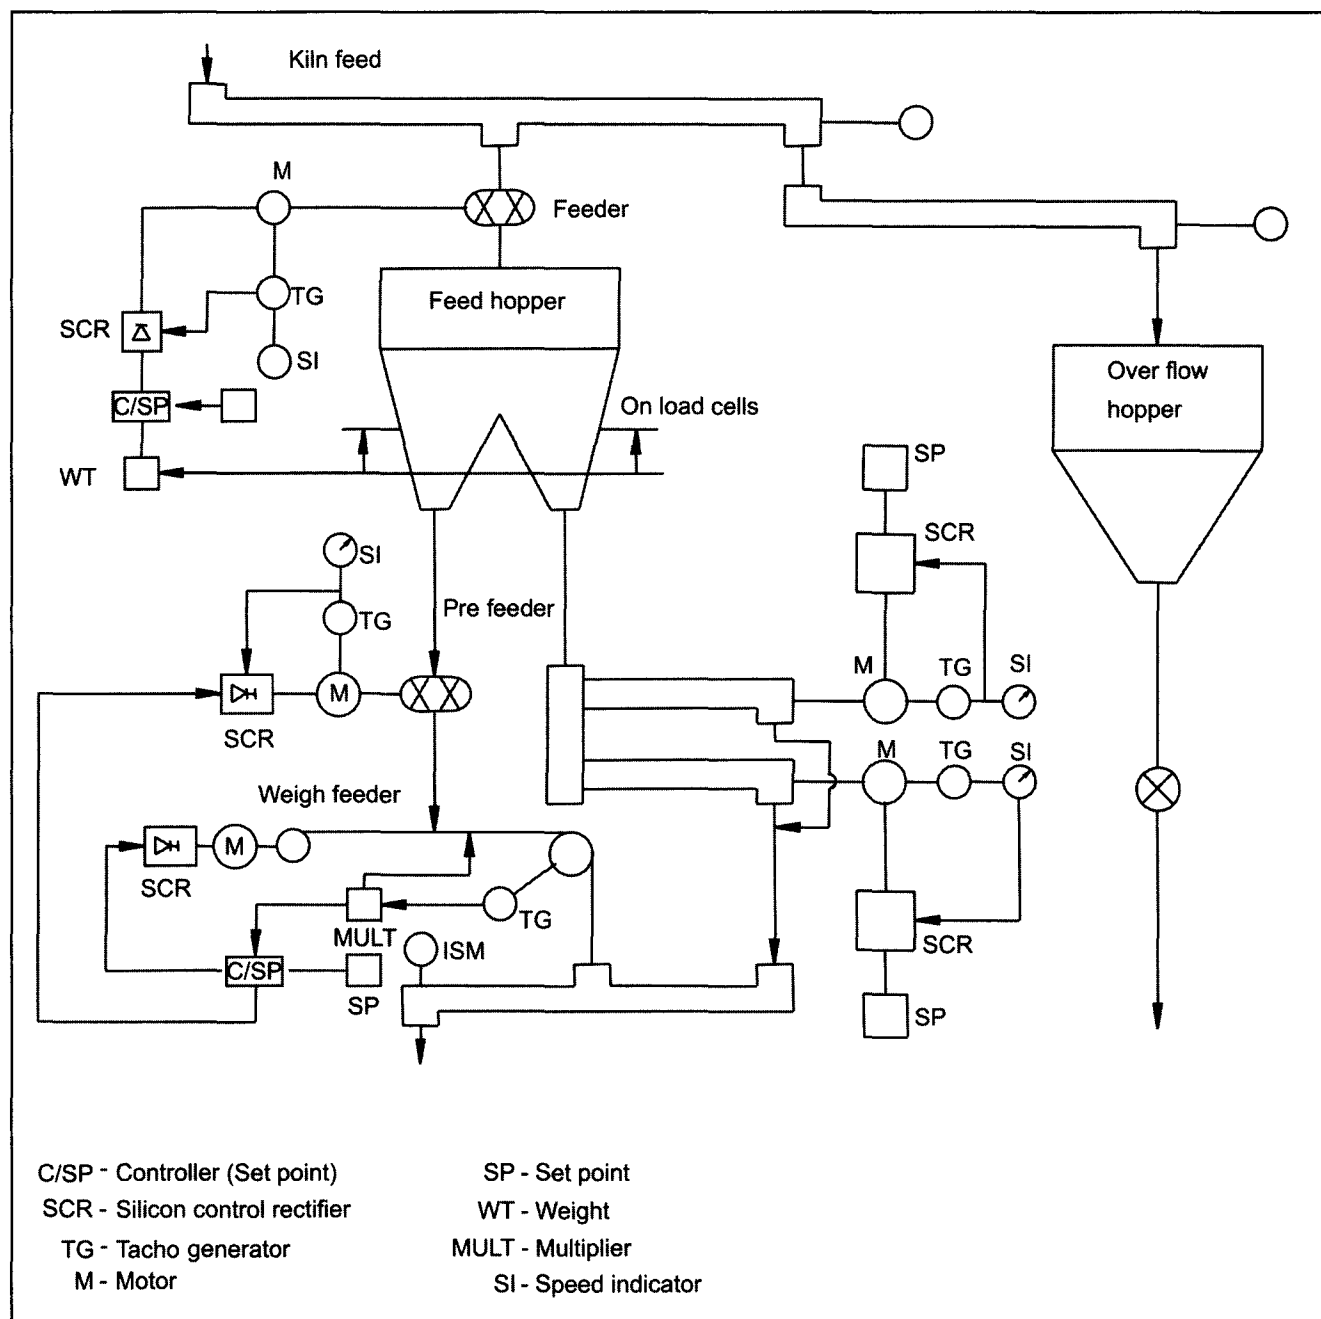 Kiln feed
M
Feeder
TG
Feed hopper
SCR
SI
Over flow
hopper
C/SP
On load cells
WT
SP
SCR
SI
TG
Pre feeder
M
TG
SI
M
SCR
M
TG
SI
Weigh feeder
M
SCR
TG
MULT
ISM
SCR
C/SP
SP
SP
C/SP - Controller (Set point)
SCR - Silicon control rectifier
TG - Tacho generator
M - Motor
SP - Set point
WT - Weight
MULT - Multiplier
SI - Speed indicator